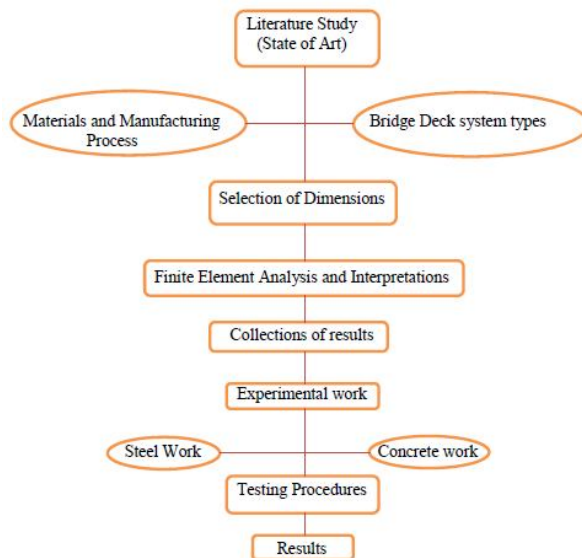 Literature Study
(State of Art)
Materials and Manufacturing
Process
Bridge Deck system types
Selection of Dimensions
Finite Element Analysis and Interpretations
Collections of results
Experimental work
Steel Work
Concrete work
Testing Procedures
Results